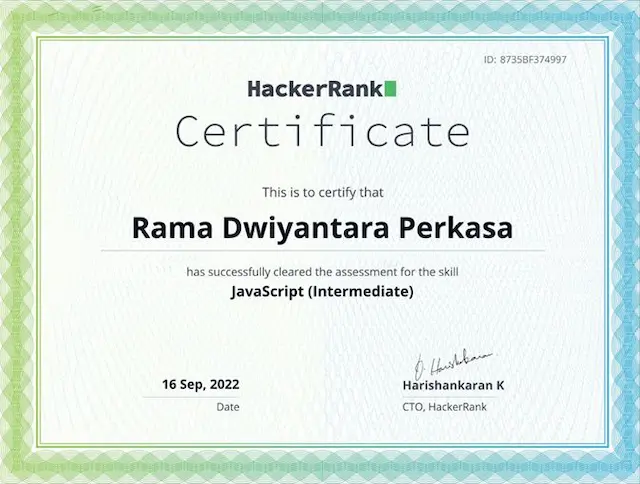 ID: 8735BF374997
HackerRank
Certificate
This is to certify that
Rama Dwiyantara Perkasa
has successfully cleared the assessment for the skill
JavaScript (Intermediate)
16 Sep, 2022
Date
Harishankaran K
CTO, HackerRank